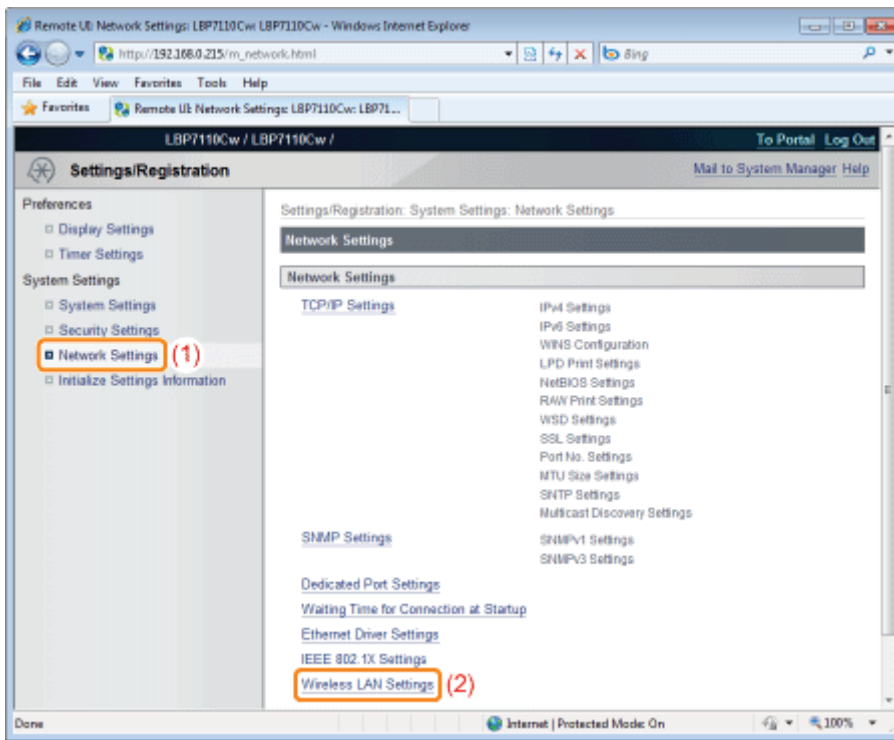 Remote UI: Network Settings: LBP7110Cw: LBP7110Cw - Windows Internet Explorer
http://192.168.0.215/m_network.html
Bing
File Edit View Favorites Tools Help
Favorites Remote UI: Network Settings: LBP7110Cw: LBP71...
LBP7110Cw / LBP7110Cw / To Portal Log Out
Settings/Registration Mail to System Manager Help
Preferences
Display Settings
Timer Settings
System Settings
System Settings
Security Settings
Network Settings (1)
Initialize Settings Information
Settings/Registration: System Settings: Network Settings
Network Settings
Network Settings
TCP/IP Settings
IPv4 Settings
IPv6 Settings
WINS Configuration
LPD Print Settings
NetBIOS Settings
RAW Print Settings
WSD Settings
SSL Settings
Port No. Settings
MTU Size Settings
SNTP Settings
Multicast Discovery Settings
SNMP Settings
SNMPv1 Settings
SNMPv3 Settings
Dedicated Port Settings
Waiting Time for Connection at Startup
Ethernet Driver Settings
IEEE 802.1X Settings
Wireless LAN Settings (2)
Done Internet | Protected Mode: On 100%